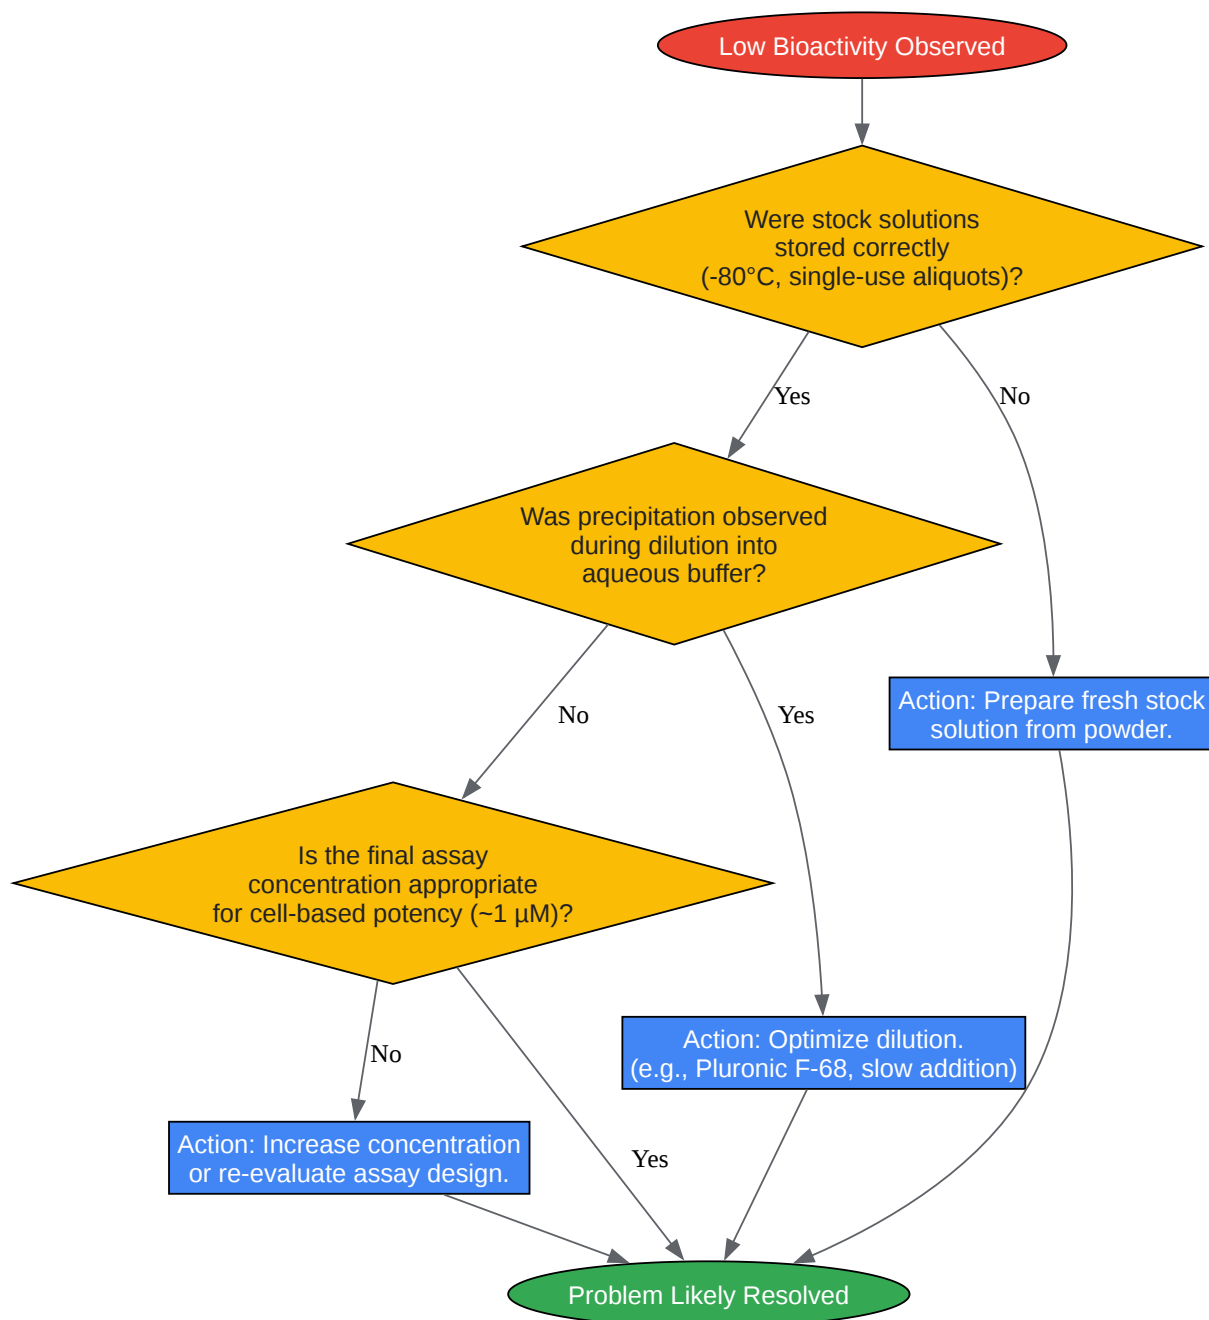 Low Bioactivity Observed
Were stock solutions
stored correctly
(-80°C, single-use aliquots)?
Yes
No
Was precipitation observed
during dilution into
aqueous buffer?
No
Yes
Action: Prepare fresh stock
solution from powder.
Is the final assay
concentration appropriate
for cell-based potency (~1 µM)?
No
Yes
Action: Optimize dilution.
(e.g., Pluronic F-68, slow addition)
Action: Increase concentration
or re-evaluate assay design.
Problem Likely Resolved